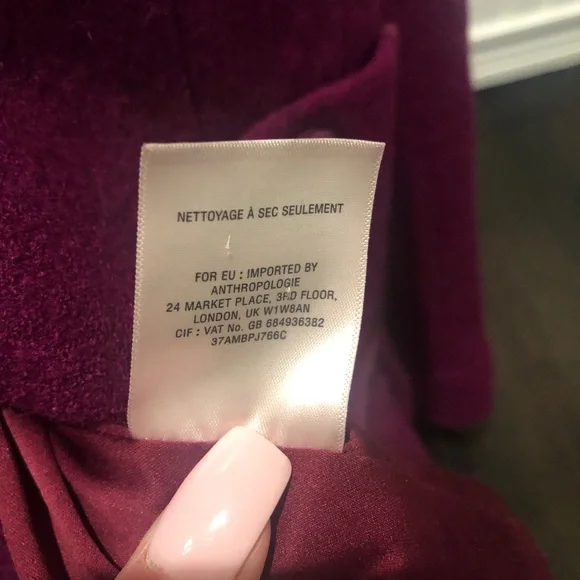 NETTOYAGE À SEC SEULEMENT
FOR EU : IMPORTED BY
ANTHROPOLOGIE
24 MARKET PLACE, 3RD FLOOR,
LONDON, UK W1W8AN
CIF : VAT No. GB 684936382
37AMBPJ766C